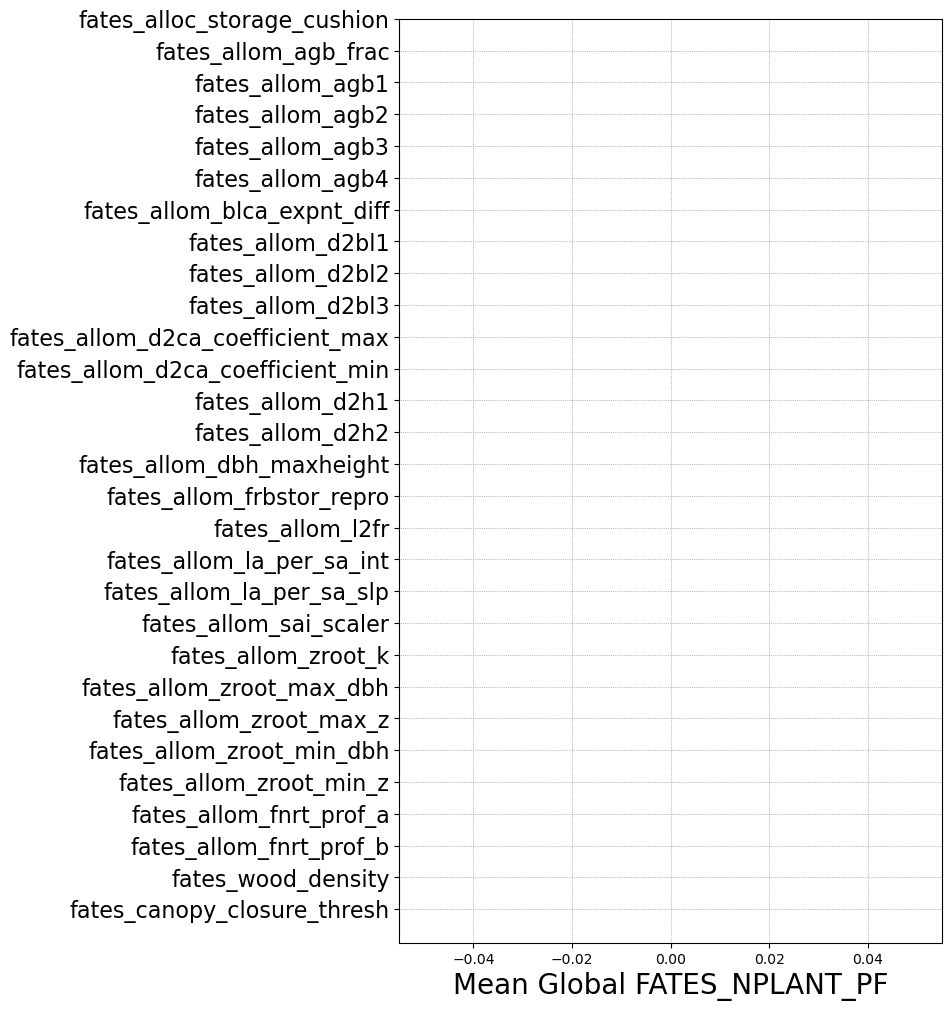 fates_alloc_storage_cushion
fates_allom_agb_frac
fates_allom_agb1
fates_allom_agb2
fates_allom_agb3
fates_allom_agb4
fates_allom_blca_expnt_diff
fates_allom_d2bl1
fates_allom_d2bl2
fates_allom_d2bl3
fates_allom_d2ca_coefficient_max
fates_allom_d2ca_coefficient_min
fates_allom_d2h1
fates_allom_d2h2
fates_allom_dbh_maxheight
fates_allom_frbstor_repro
fates_allom_l2fr
fates_allom_la_per_sa_int
fates_allom_la_per_sa_slp
fates_allom_sai_scaler
fates_allom_zroot_k
fates_allom_zroot_max_dbh
fates_allom_zroot_max_z
fates_allom_zroot_min_dbh
fates_allom_zroot_min_z
fates_allom_fnrt_prof_a
fates_allom_fnrt_prof_b
fates_wood_density
fates_canopy_closure_thresh
−0.04 −0.02 0.00 0.02 0.04
Mean Global FATES_NPLANT_PF